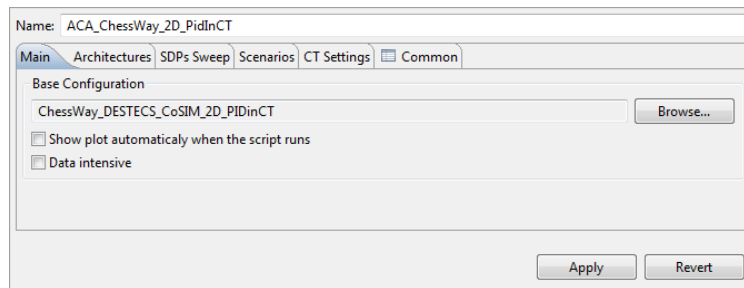 Name: ACA_ChessWay_2D_PidInCT
Main Architectures SDPs Sweep Scenarios CT Settings Common
Base Configuration
ChessWay_DESTECS_CoSIM_2D_PIDinCT Browse...
Show plot automaticaly when the script runs
Data intensive
Apply Revert